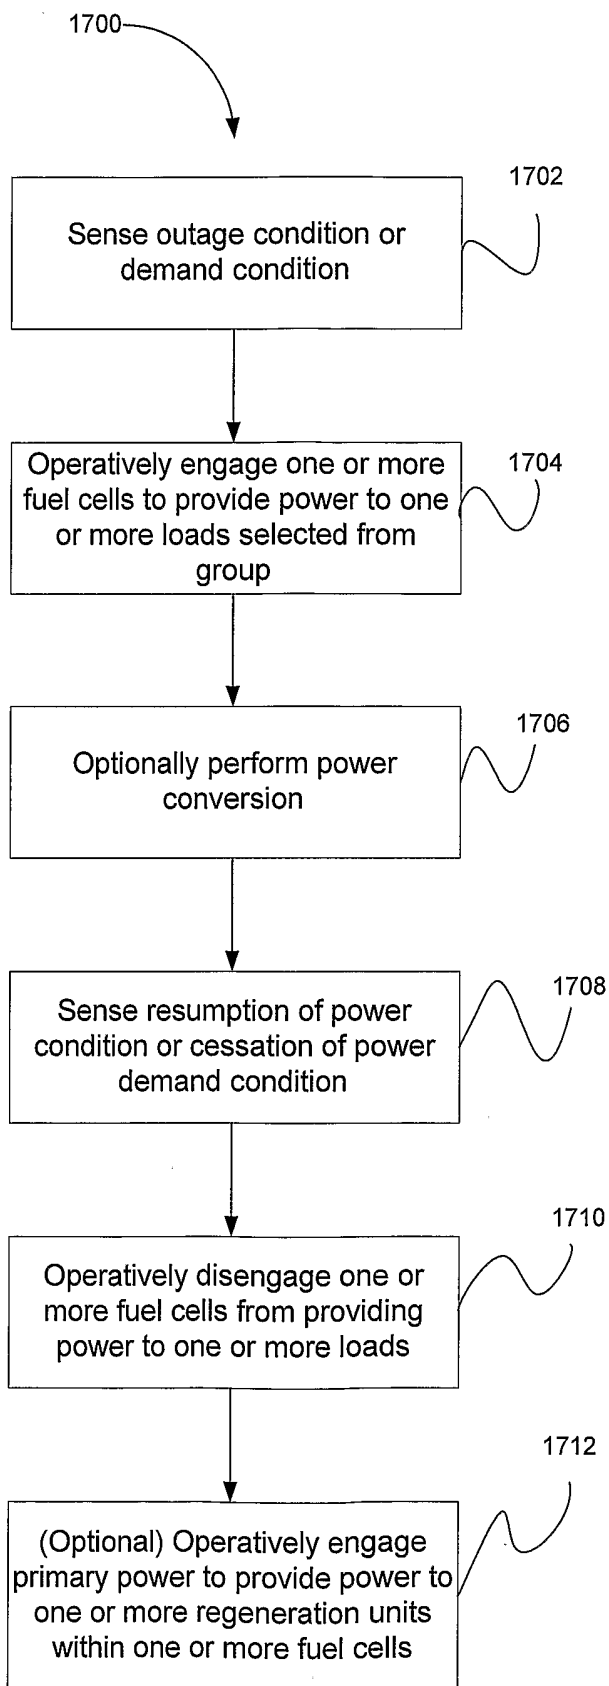 1700
1702
Sense outage condition or
demand condition
1704
Operatively engage one or more
fuel cells to provide power to one
or more loads selected from
group
1706
Optionally perform power
conversion
1708
Sense resumption of power
condition or cessation of power
demand condition
1710
Operatively disengage one or
more fuel cells from providing
power to one or more loads
1712
(Optional) Operatively engage
primary power to provide power to
one or more regeneration units
within one or more fuel cells